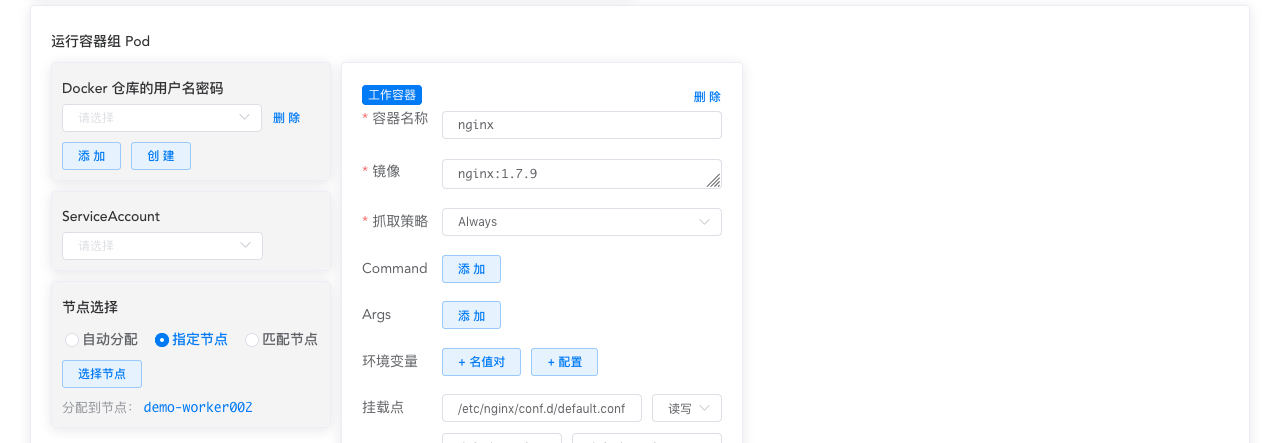 运行容器组 Pod
Docker 仓库的用户名密码
请选择
删 除
添 加
创 建
ServiceAccount
请选择
节点选择
自动分配
指定节点
匹配节点
选择节点
分配到节点: demo-worker002
工作容器
删 除
* 容器名称 nginx
* 镜像 nginx:1.7.9
* 抓取策略 Always
Command 添 加
Args 添 加
环境变量 + 名值对 + 配置
挂载点 /etc/nginx/conf.d/default.conf 读写